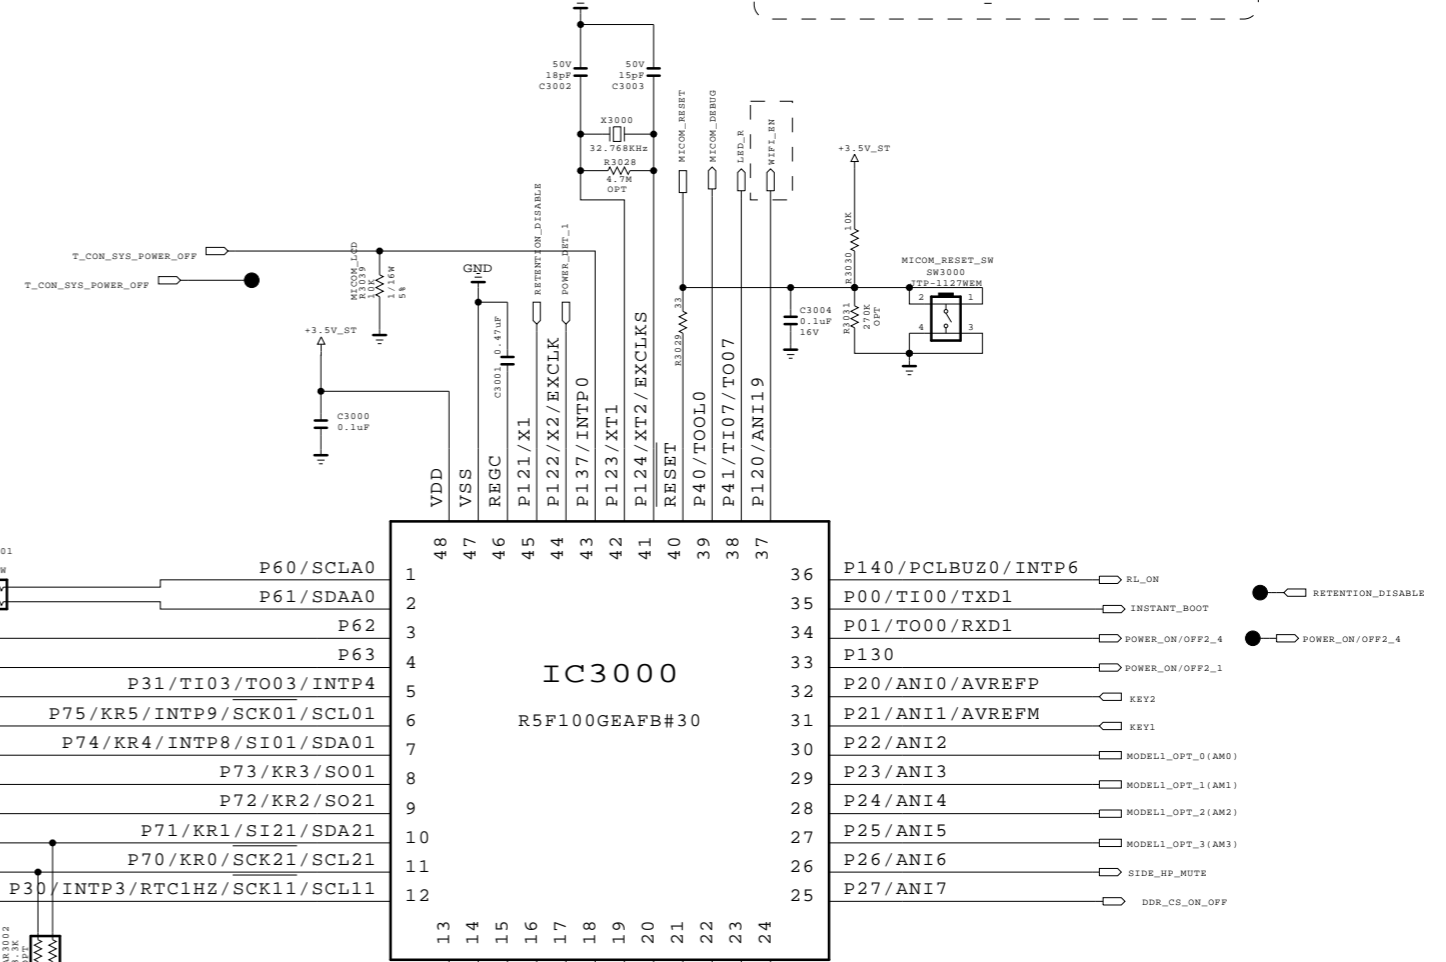 50V
18pF
C3002
50V
15pF
C3003
X3000
32.768KHz
R3028
4.7M
OPT
MICOM_RESET
MICOM_DEBUG
LED_R
WIFI_EN
+3.5V_ST
R3030 10K
MICOM_RESET_SW
SW3000
JTP-1127WEM
2 1
4 3
R3031
270K
OPT
C3004
0.1uF
16V
R3029 33
T_CON_SYS_POWER_OFF
T_CON_SYS_POWER_OFF
MICOM_LCD
R3039
10K
1/16W
5%
GND
RETENTION_DISABLE
POWER_DET_1
C3001 0.47uF
+3.5V_ST
C3000
0.1uF
VDD
VSS
REGC
P121/X1
P122/X2/EXCLK
P137/INTP0
P123/XT1
P124/XT2/EXCLKS
RESET
P40/TOOL0
P41/TI07/TO07
P120/ANI19
48
47
46
45
44
43
42
41
40
39
38
37
01
W
P60/SCLA0 1
P61/SDAA0 2
P62 3
P63 4
P31/TI03/TO03/INTP4 5
P75/KR5/INTP9/SCK01/SCL01 6
P74/KR4/INTP8/SI01/SDA01 7
P73/KR3/SO01 8
P72/KR2/SO21 9
P71/KR1/SI21/SDA21 10
P70/KR0/SCK21/SCL21 11
P30/INTP3/RTC1HZ/SCK11/SCL11 12
IC3000
R5F100GEAFB#30
36 P140/PCLBUZ0/INTP6 RL_ON
35 P00/TI00/TXD1 INSTANT_BOOT
34 P01/TO00/RXD1 POWER_ON/OFF2_4
33 P130 POWER_ON/OFF2_1
32 P20/ANI0/AVREFP KEY2
31 P21/ANI1/AVREFM KEY1
30 P22/ANI2 MODEL1_OPT_0(AM0)
29 P23/ANI3 MODEL1_OPT_1(AM1)
28 P24/ANI4 MODEL1_OPT_2(AM2)
27 P25/ANI5 MODEL1_OPT_3(AM3)
26 P26/ANI6 SIDE_HP_MUTE
25 P27/ANI7 DDR_CS_ON_OFF
RETENTION_DISABLE
POWER_ON/OFF2_4
13
14
15
16
17
18
19
20
21
22
23
24
AR3002
3.3K
OPT